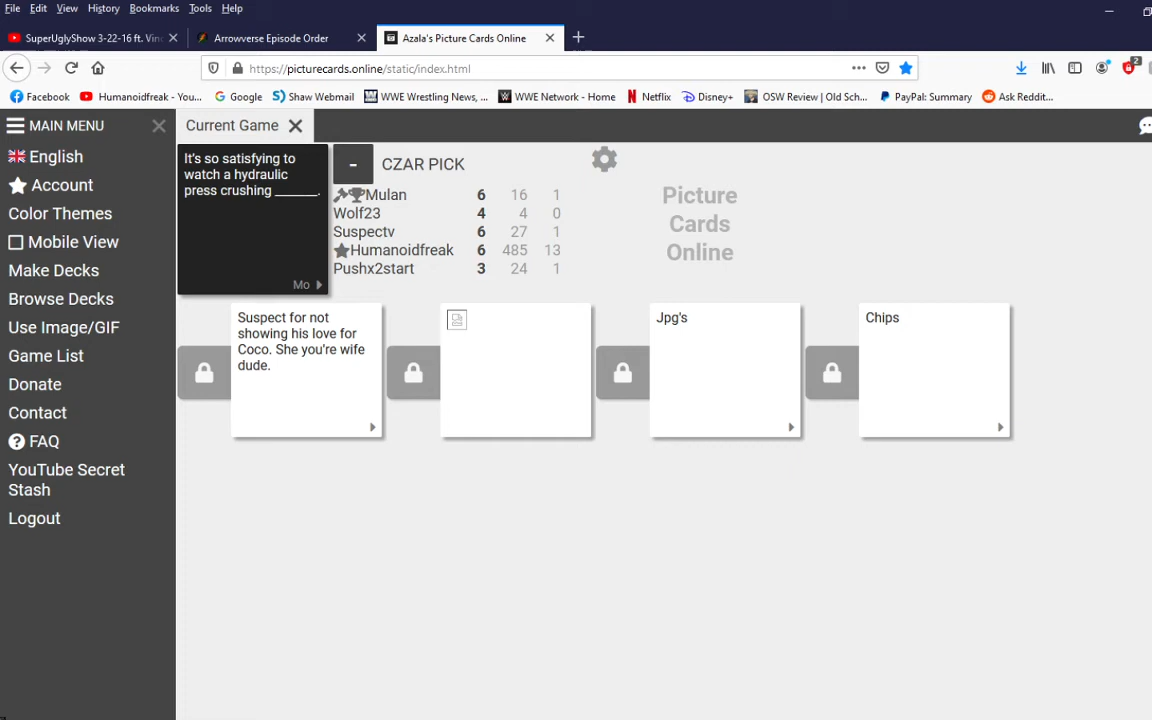 File Edit View History Bookmarks Tools Help
SuperUglyShow 3-22-16 ft. Vinc
Arrowverse Episode Order
Azala's Picture Cards Online
https://picturecards.online/static/index.html
2
Facebook
Humanoidfreak - You...
Google
Shaw Webmail
WWE Wrestling News, ...
WWE Network - Home
Netflix
Disney+
OSW Review | Old Sch...
PayPal: Summary
Ask Reddit...
MAIN MENU
English
Account
Color Themes
Mobile View
Make Decks
Browse Decks
Use Image/GIF
Game List
Donate
Contact
FAQ
YouTube Secret
Stash
Logout
Current Game
It's so satisfying to
watch a hydraulic
press crushing ______.
Mo
-
CZAR PICK
Mulan 6 16 1
Wolf23 4 4 0
Suspectv 6 27 1
Humanoidfreak 6 485 13
Pushx2start 3 24 1
Picture
Cards
Online
Suspect for not
showing his love for
Coco. She you're wife
dude.
Jpg's
Chips